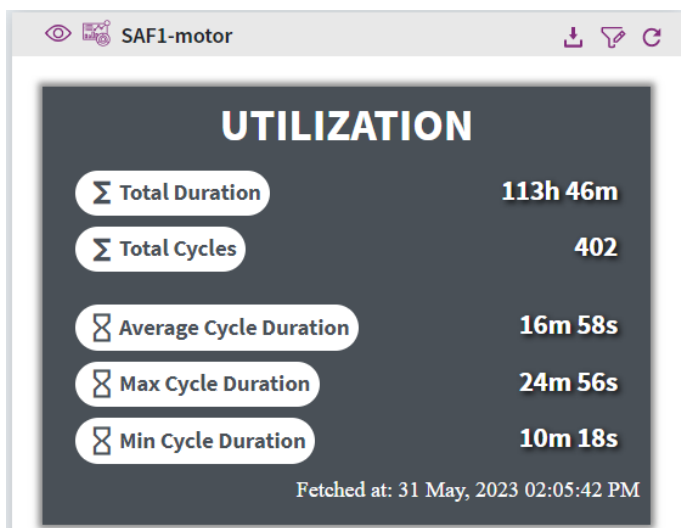 SAF1-motor
UTILIZATION
Σ Total Duration 113h 46m
Σ Total Cycles 402
Average Cycle Duration 16m 58s
Max Cycle Duration 24m 56s
Min Cycle Duration 10m 18s
Fetched at: 31 May, 2023 02:05:42 PM